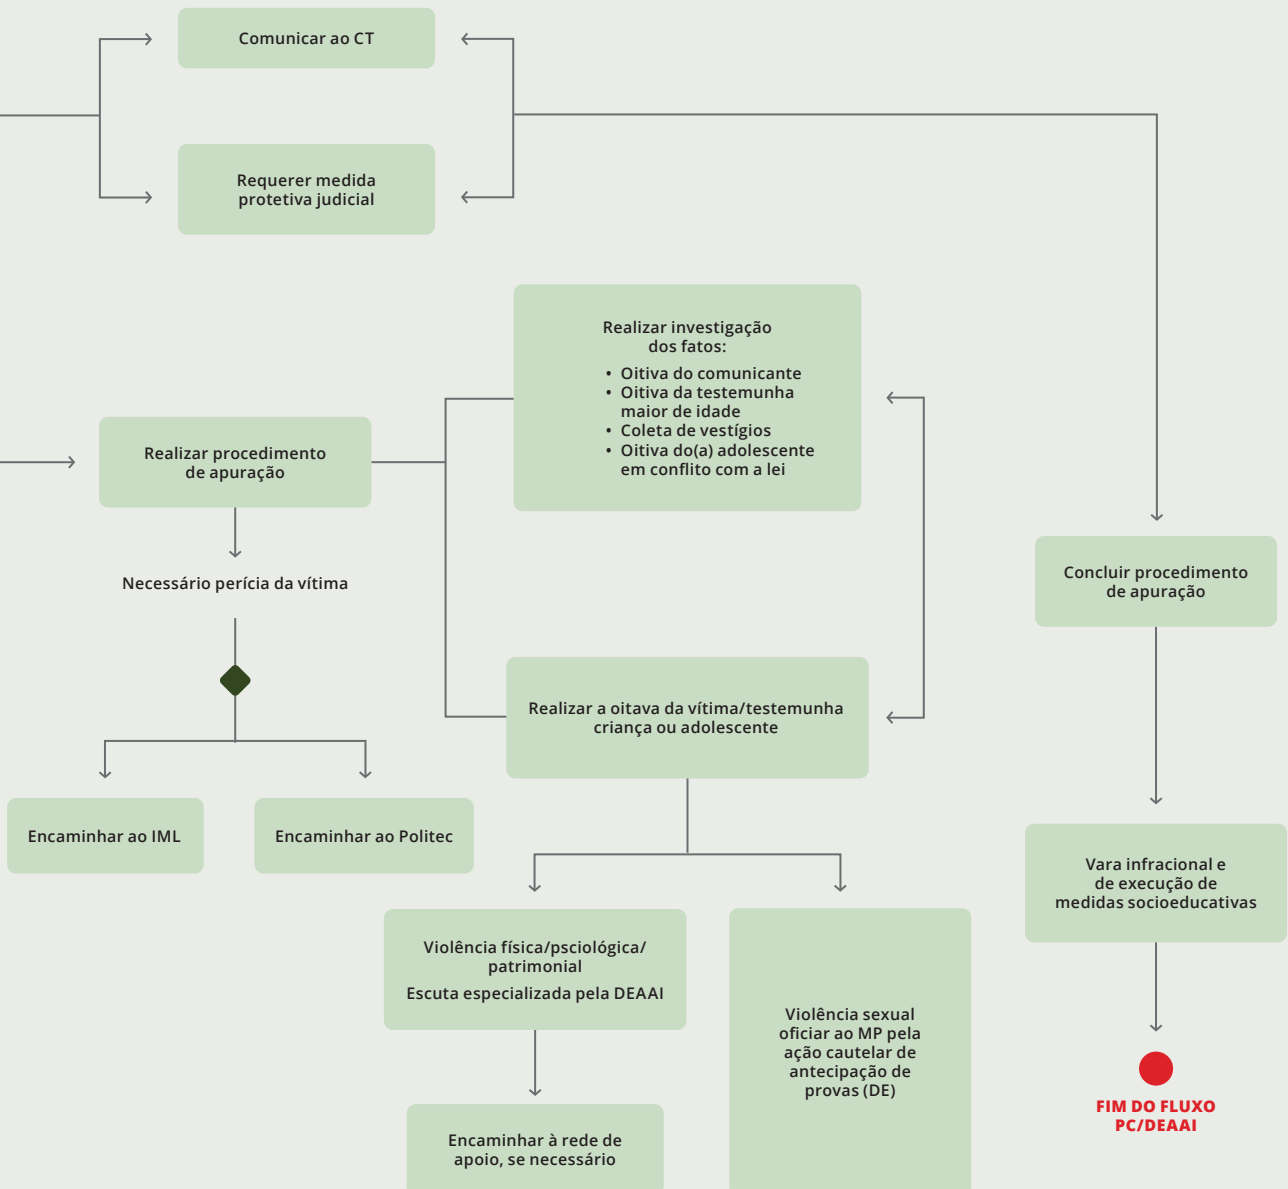 Comunicar ao CT
Requerer medida
protetiva judicial
Realizar investigação
dos fatos:
• Oitiva do comunicante
• Oitiva da testemunha
maior de idade
• Coleta de vestígios
• Oitiva do(a) adolescente
em conflito com a lei
Realizar procedimento
de apuração
Necessário perícia da vítima
Concluir procedimento
de apuração
Realizar a oitava da vítima/testemunha
criança ou adolescente
Encaminhar ao IML
Encaminhar ao Politec
Vara infracional e
de execução de
medidas socioeducativas
Violência física/psciológica/
patrimonial
Escuta especializada pela DEAAI
Violência sexual
oficiar ao MP pela
ação cautelar de
antecipação de
provas (DE)
FIM DO FLUXO
PC/DEAAI
Encaminhar à rede de
apoio, se necessário